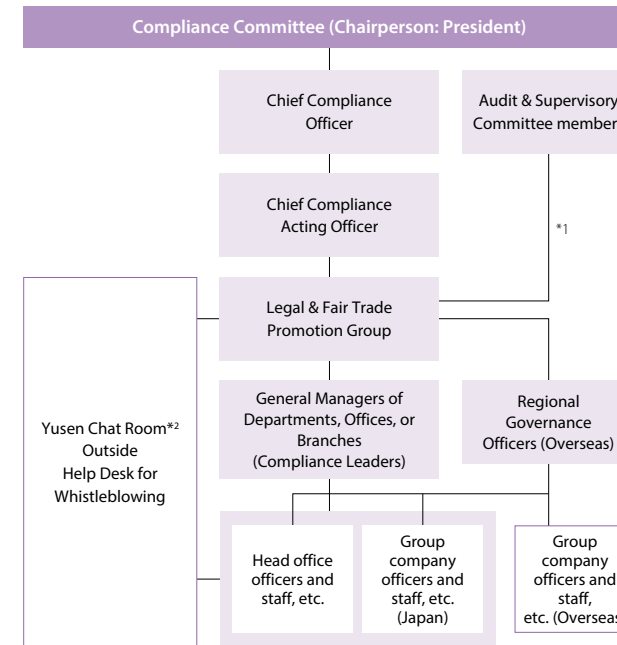 Compliance Committee (Chairperson: President)
Chief Compliance
Officer
Audit & Supervisory
Committee member
Chief Compliance
Acting Officer
*1
Legal & Fair Trade
Promotion Group
Yusen Chat Room*2
Outside
Help Desk for
Whistleblowing
General Managers of
Departments, Offices, or
Branches
(Compliance Leaders)
Regional
Governance
Officers (Overseas)
Head office
officers and
staff, etc.
Group
company
officers and
staff, etc.
(Japan)
Group
company
officers and
staff,
etc. (Overseas